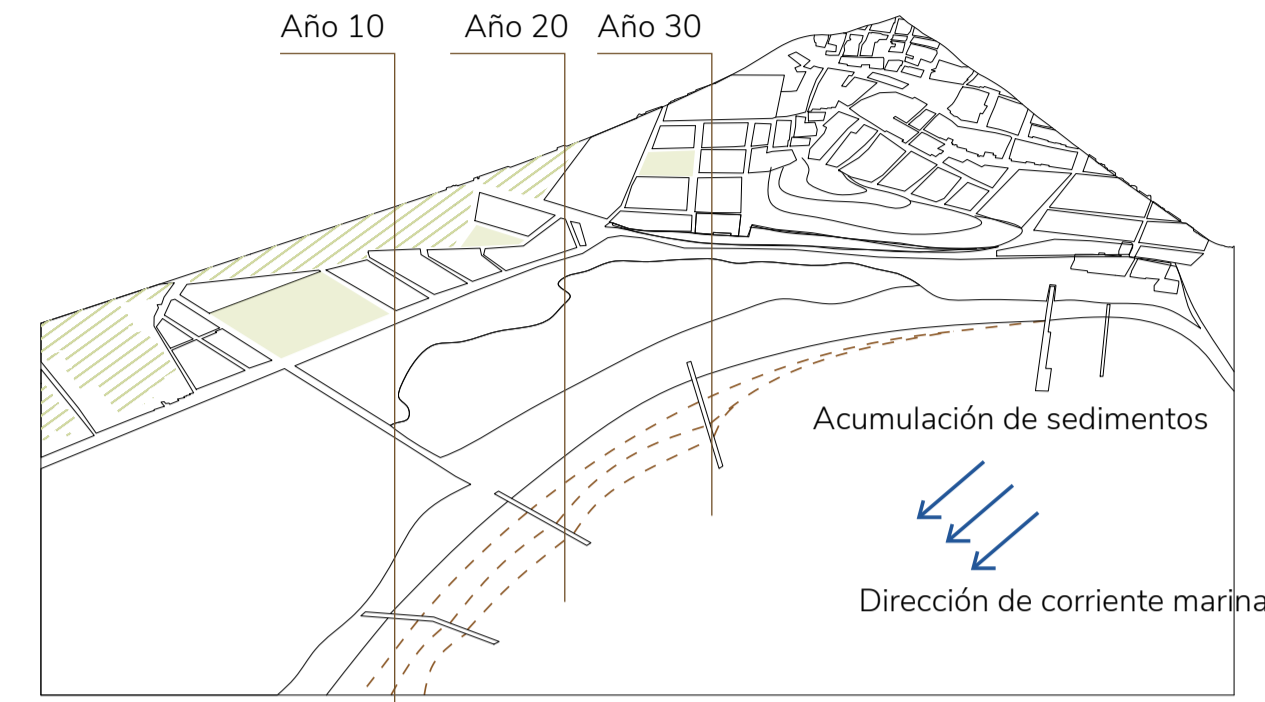 Año 10
Año 20
Año 30
Acumulación de sedimentos
Dirección de corriente marina